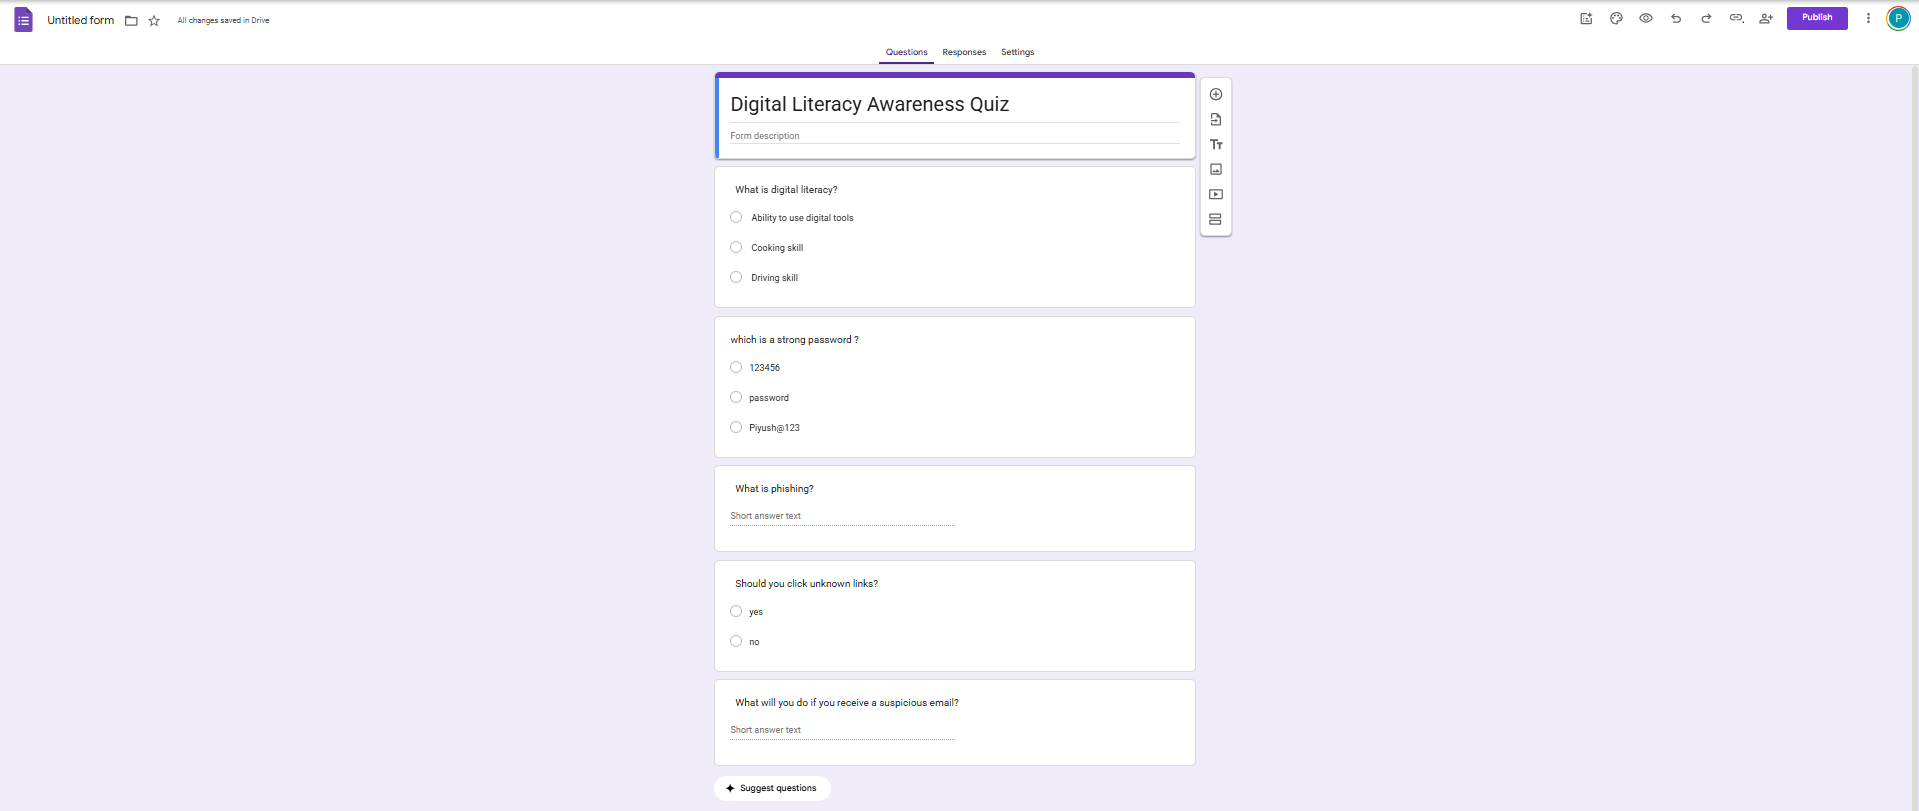 Untitled form
All changes saved in Drive
Publish
P
Questions Responses Settings
Digital Literacy Awareness Quiz
Form description
Tт
What is digital literacy?
Ability to use digital tools
Cooking skill
Driving skill
which is a strong password ?
123456
password
Piyush@123
What is phishing?
Short answer text
Should you click unknown links?
yes
no
What will you do if you receive a suspicious email?
Short answer text
Suggest questions